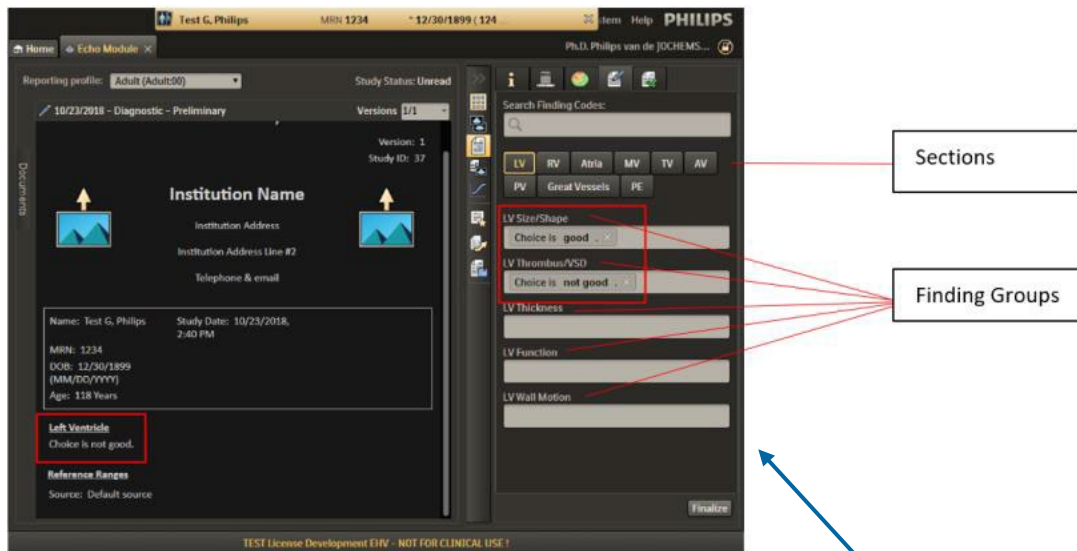 Test G, Philips MRN 1234 * 12/30/1899 ( 124 ... tem Help PHILIPS
Home Echo Module Ph.D. Philips van de JOCHEMS...
Reporting profile: Adult (Adult:00) Study Status: Unread
10/23/2018 - Diagnostic - Preliminary Versions 1/1
Documents
Version: 1
Study ID: 37
Institution Name
Institution Address
Institution Address Line #2
Telephone & email
Name: Test G, Philips Study Date: 10/23/2018,
2:40 PM
MRN: 1234
DOB: 12/30/1899
(MM/DD/YYYY)
Age: 118 Years
Left Ventricle
Choice is not good.
Reference Ranges
Source: Default source
Search Finding Codes:
LV RV Atria MV TV AV
PV Great Vessels PE
LV Size/Shape
Choice is good .
LV Thrombus/VSD
Choice is not good .
LV Thickness
LV Function
LV Wall Motion
Finalize
TEST License Development EHV - NOT FOR CLINICAL USE !
Sections
Finding Groups